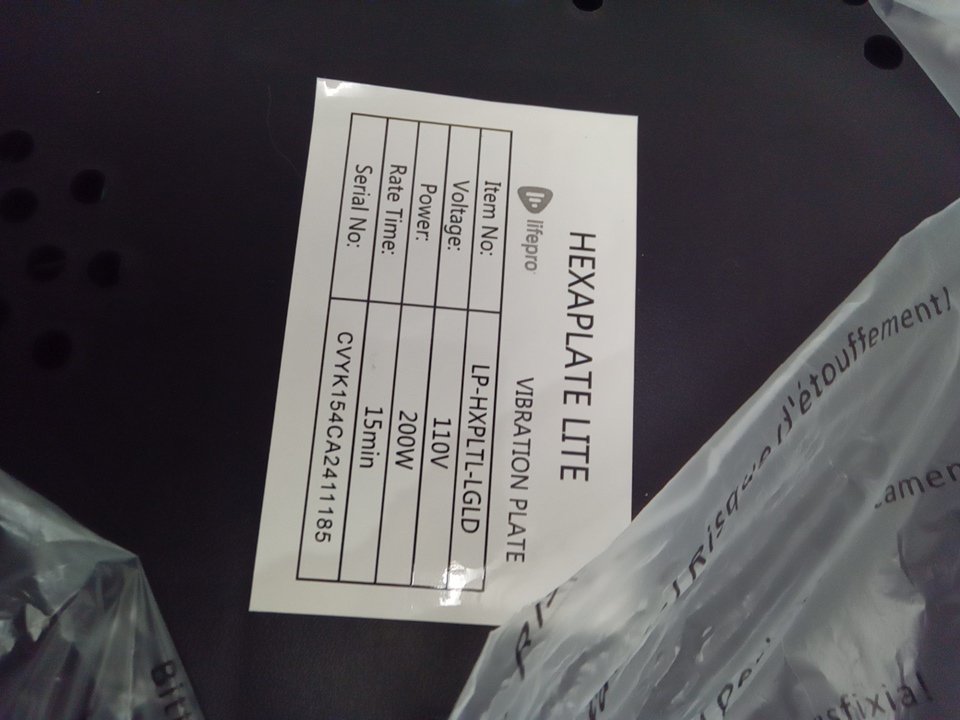 HEXAPLATE LITE
lifepro VIBRATION PLATE
Item No: LP-HXPLTL-LGLD
Voltage: 110V
Power: 200W
Rate Time: 15min
Serial No: CVYK154CA2411185
d'étouffement)